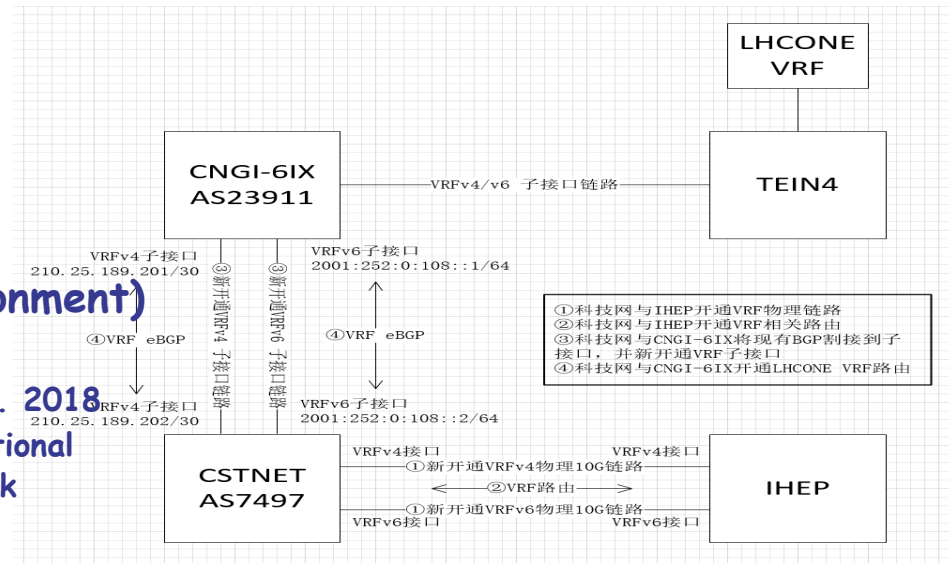 LHCONE
VRF
CNGI-6IX
AS23911
VRFv4/v6 子接口链路
TEIN4
VRFv4子接口
210.25.189.201/30
VRFv6子接口
2001:252:0:108::1/64
③新开通VRFv4 子接口链路
③新开通VRFv6 子接口链路
onment)
④VRF eBGP
④VRF eBGP
①科技网与IHEP开通VRF物理链路
②科技网与IHEP开通VRF相关路由
③科技网与CNGI-6IX将现有BGP割接到子
接口，并新开通VRF子接口
④科技网与CNGI-6IX开通LHCONE VRF路由
. 2018
VRFv4子接口
210.25.189.202/30
VRFv6子接口
2001:252:0:108::2/64
tional
k
CSTNET
AS7497
VRFv4接口
VRFv4接口
①新开通VRFv4物理10G链路
②VRF路由
①新开通VRFv6物理10G链路
VRFv6接口
VRFv6接口
IHEP